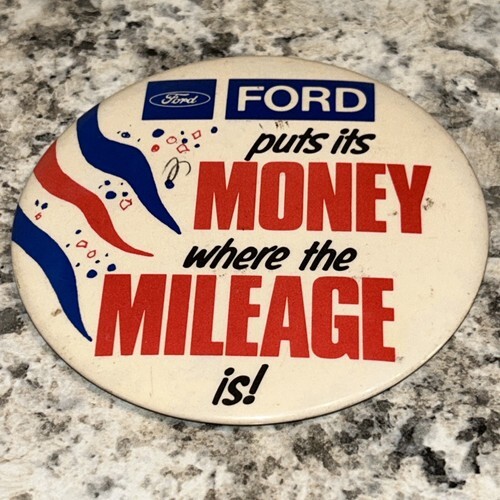 Ford FORD
puts its
MONEY
where the
MILEAGE
is!